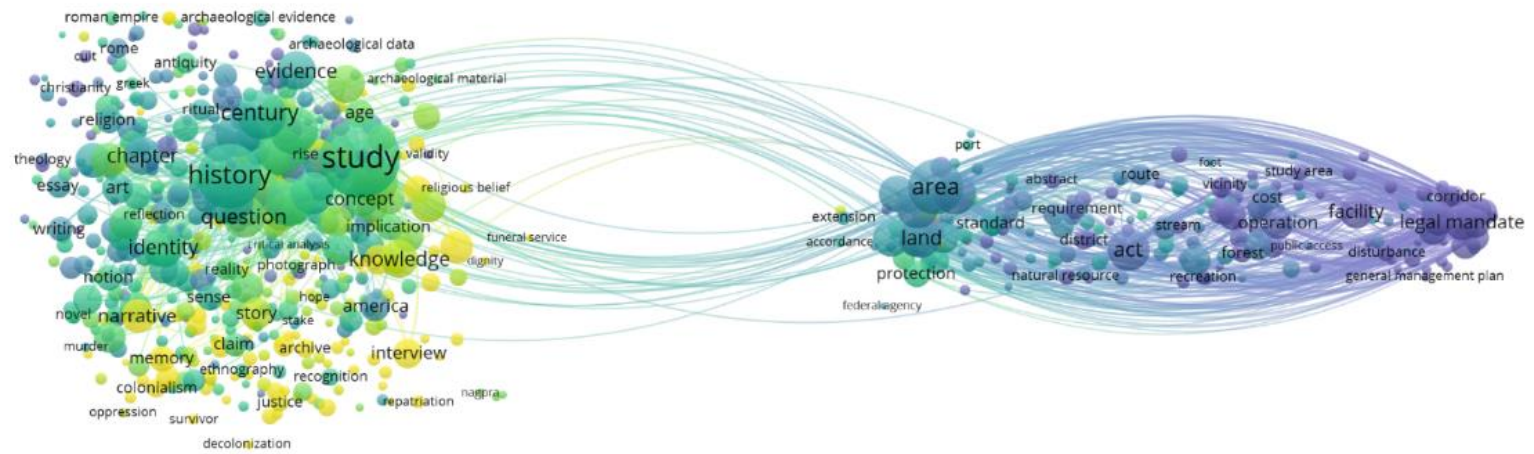 roman empire
archaeological evidence
rome
archaeological data
cult
antiquity
evidence
christianity
greek
archaeological material
ritual
century
age
religion
theology
chapter
rise
study
validity
essay
art
history
religious belief
reflection
concept
writing
question
implication
identity
critical analysis
funeral service
notion
reality
photograph
knowledge
dignity
sense
hope
novel
narrative
story
stake
america
murder
memory
claim
archive
interview
ethnography
recognition
colonialism
nagpra
oppression
justice
repatriation
survivor
decolonization
port
area
abstract
route
foot
study area
vicinity
cost
corridor
extension
standard
requirement
stream
operation
facility
legal mandate
accordance
land
district
act
forest
public access
disturbance
protection
natural resource
recreation
general management plan
federal agency